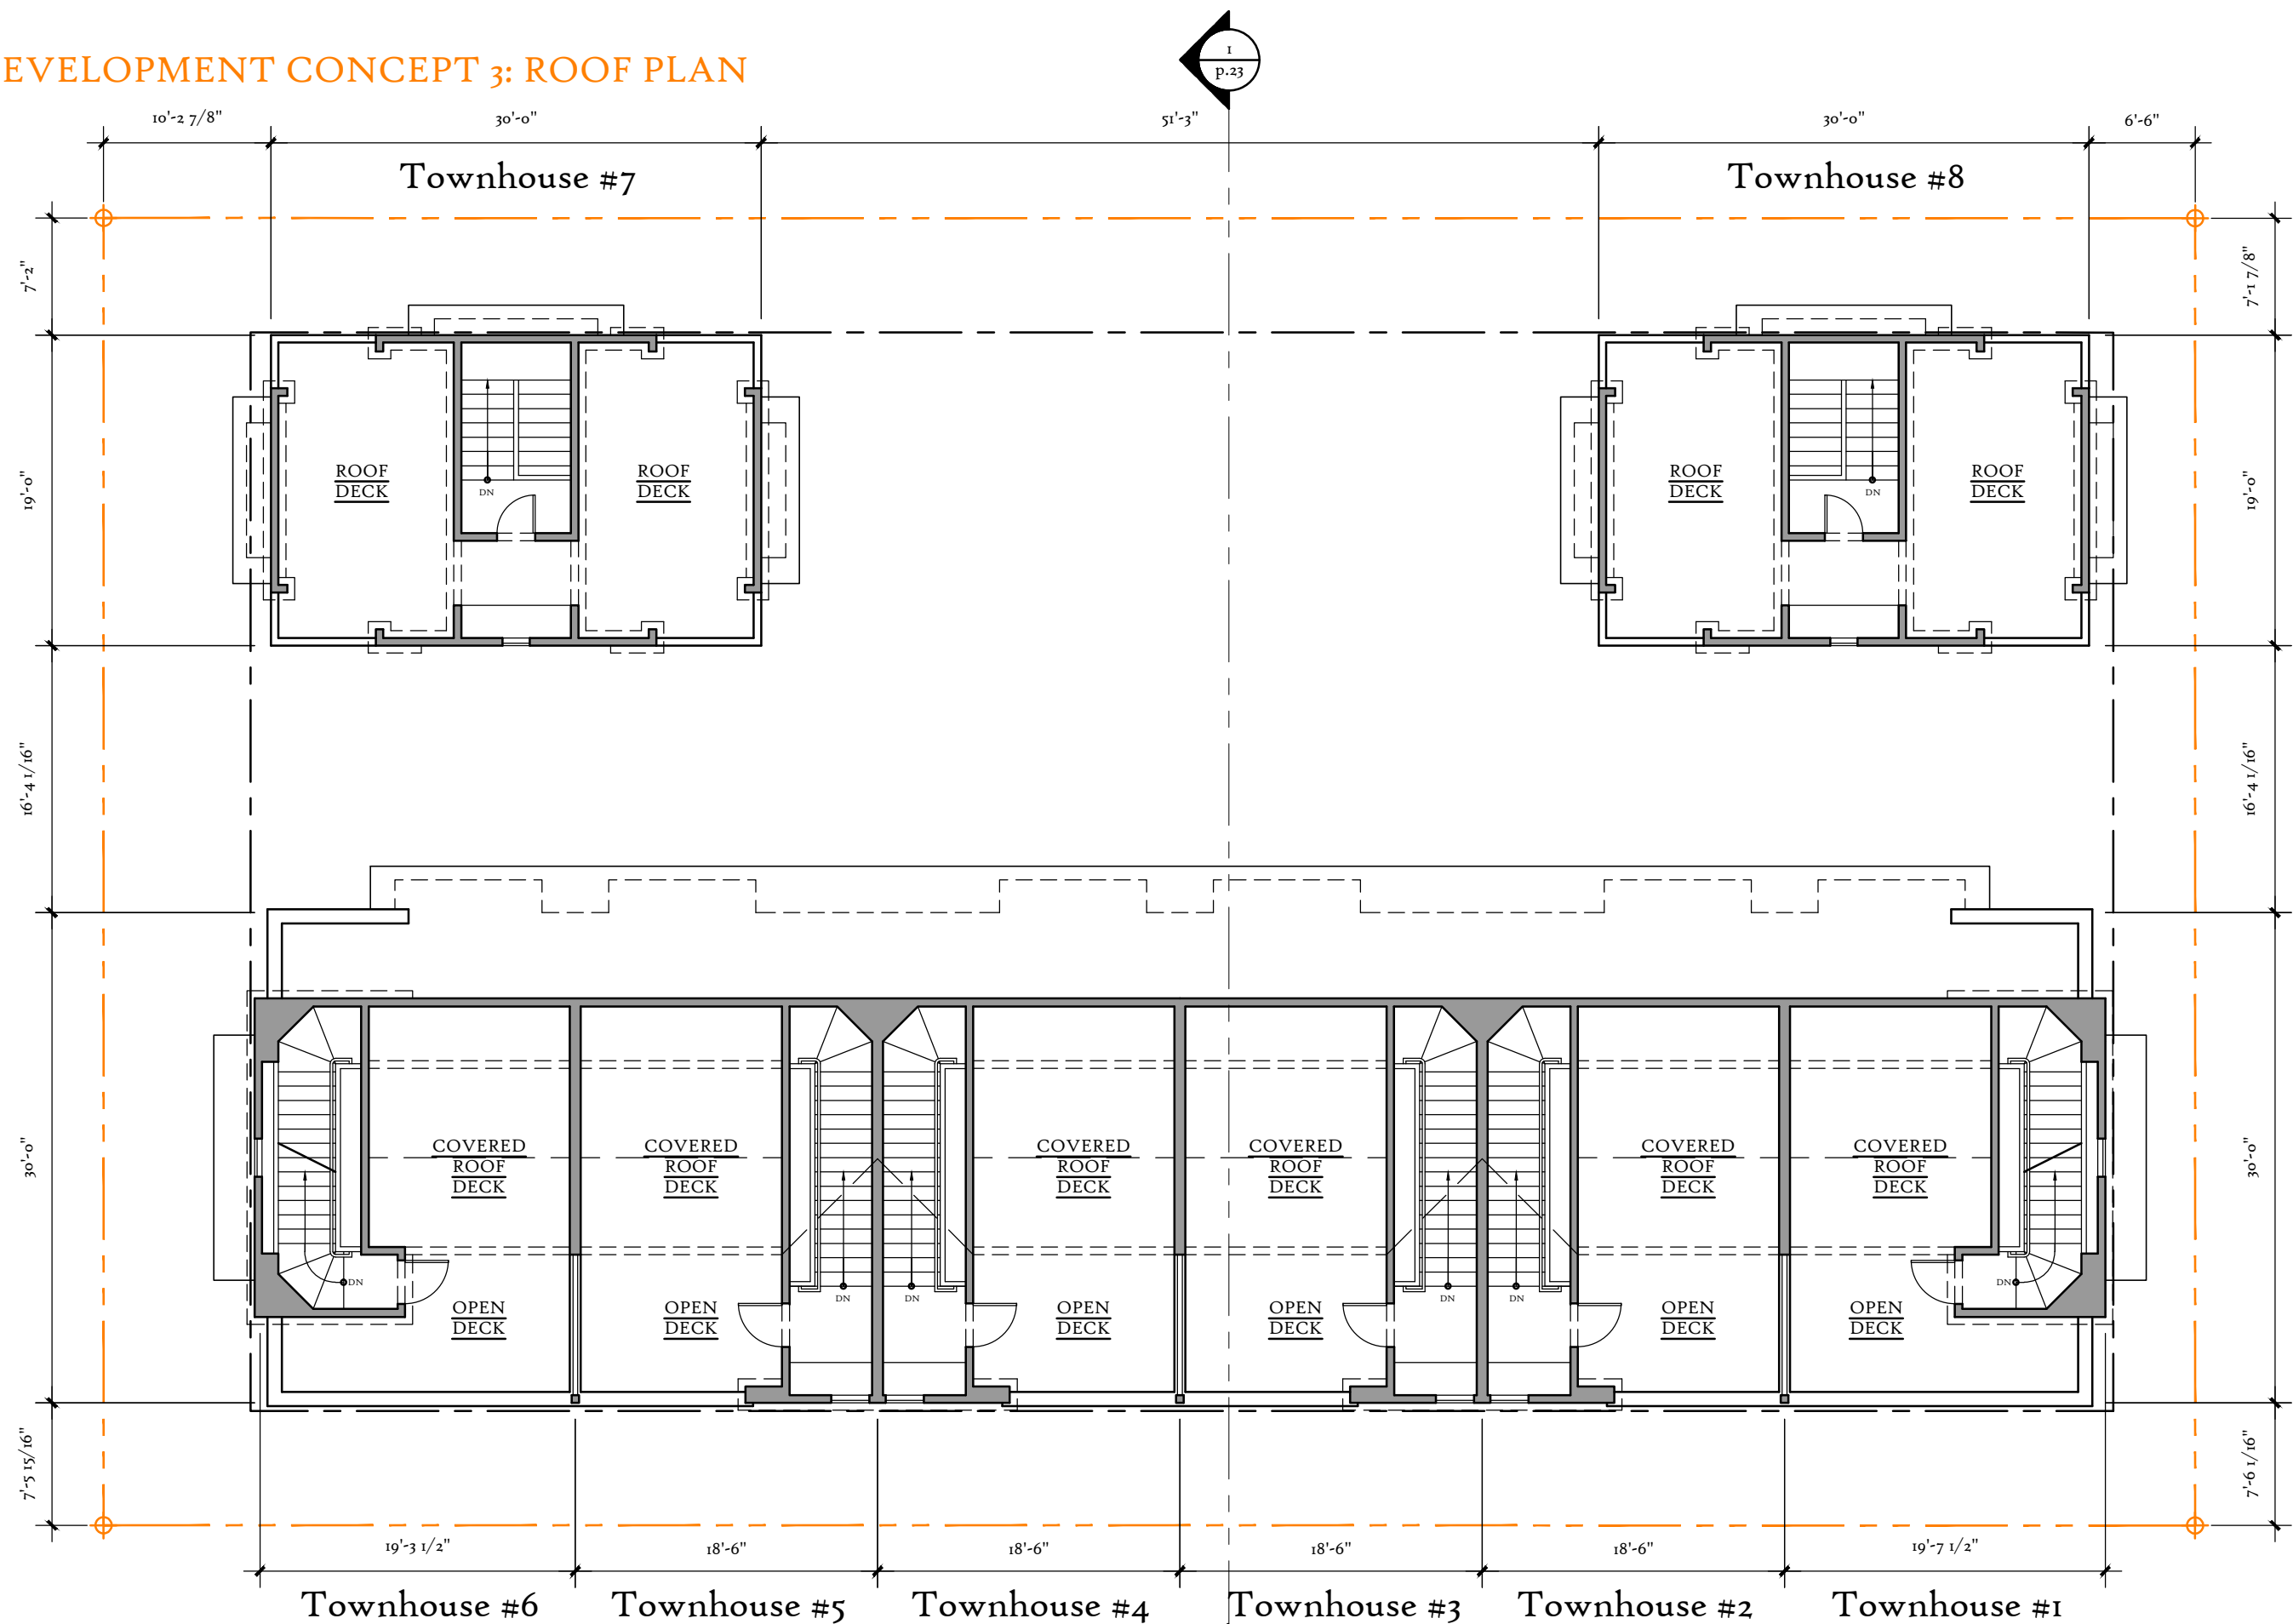 1
p.23
EVELOPMENT CONCEPT 3: ROOF PLAN
10'-2 7/8"
30'-0"
51'-3"
30'-0"
6'-6"
Townhouse #7
Townhouse #8
7'-2"
7'-1 7/8"
19'-0"
ROOF
DECK
ROOF
DECK
DN
ROOF
DECK
ROOF
DECK
DN
19'-0"
16'-4 1/16"
16'-4 1/16"
30'-0"
COVERED
ROOF
DECK
COVERED
ROOF
DECK
COVERED
ROOF
DECK
COVERED
ROOF
DECK
COVERED
ROOF
DECK
COVERED
ROOF
DECK
30'-0"
DN
DN
DN
DN
DN
DN
OPEN
DECK
OPEN
DECK
OPEN
DECK
OPEN
DECK
OPEN
DECK
OPEN
DECK
7'-5 15/16"
7'-6 1/16"
19'-3 1/2"
18'-6"
18'-6"
18'-6"
18'-6"
19'-7 1/2"
Townhouse #6
Townhouse #5
Townhouse #4
Townhouse #3
Townhouse #2
Townhouse #1